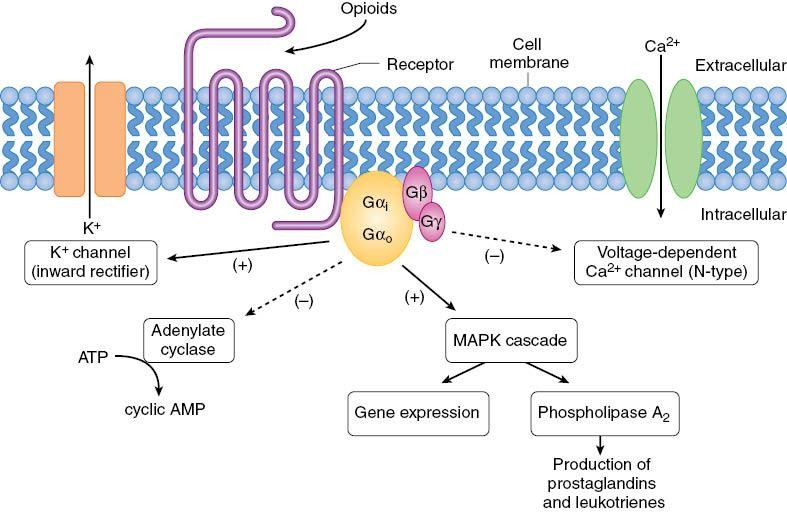 Opioids
Receptor
Cell
membrane
Ca²⁺
Extracellular
Intracellular
K⁺
K⁺ channel
(inward rectifier)
Gαᵢ
Gαₒ
Gβ
Gγ
(+)
(–)
(+)
(–)
Voltage-dependent
Ca²⁺ channel (N-type)
Adenylate
cyclase
ATP
cyclic AMP
MAPK cascade
Gene expression
Phospholipase A₂
Production of
prostaglandins
and leukotrienes